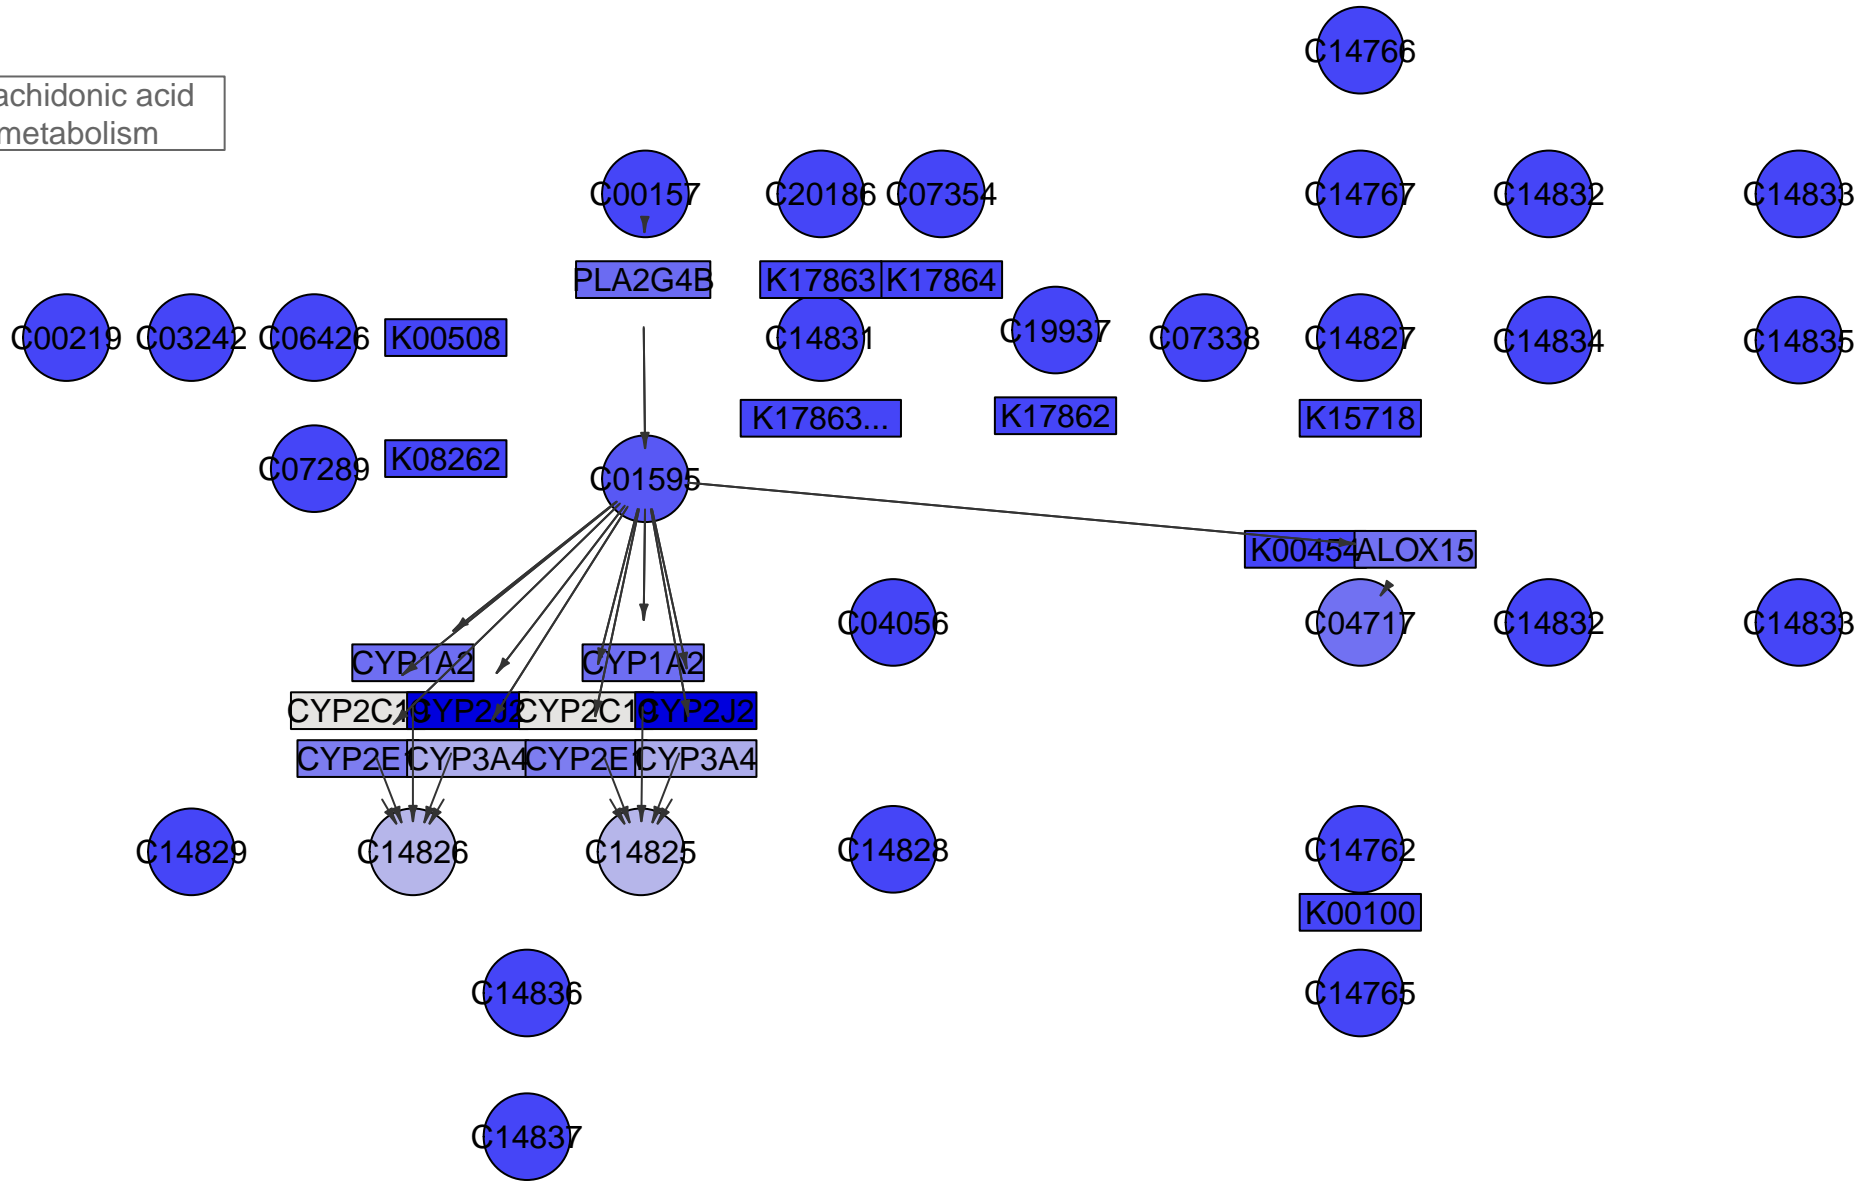 C14766
achidonic acid
metabolism
C00157
C20186
C07354
C14767
C14832
C14833
PLA2G4B
K17863
K17864
C00219
C03242
C06426
K00508
C14831
C19937
C07338
C14827
C14834
C14835
K17863...
K17862
K15718
C07289
K08262
C01595
K00454
ALOX15
C04056
C04717
C14832
C14833
CYP1A2
CYP1A2
CYP2C19
CYP2J2
CYP2C19
CYP2J2
CYP2E1
CYP3A4
CYP2E1
CYP3A4
C14829
C14826
C14825
C14828
C14762
K00100
C14836
C14765
C14837